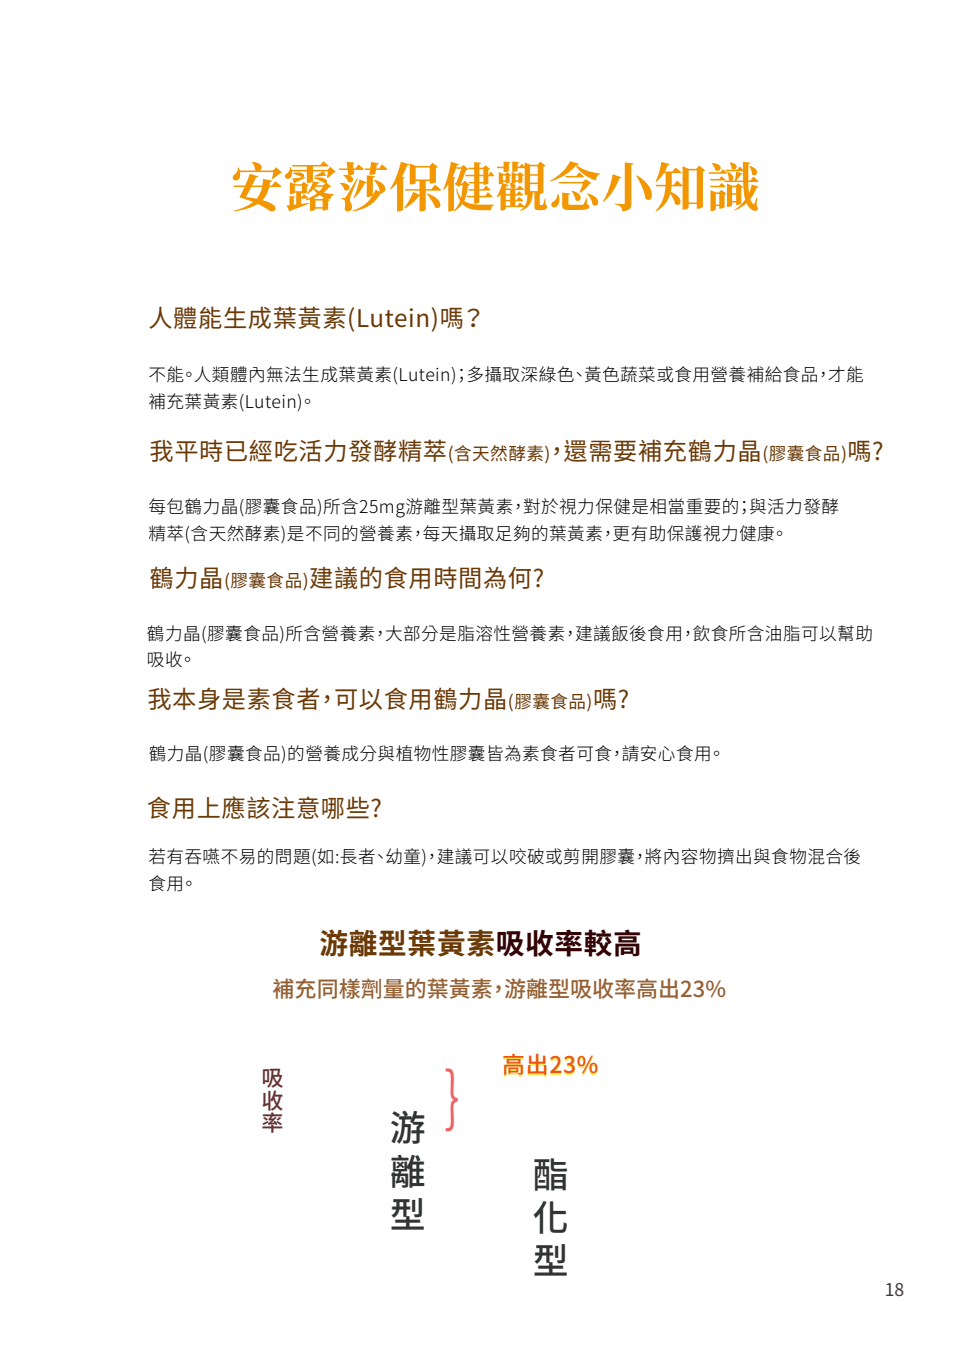 安露莎保健觀念小知識
人體能生成葉黃素(Lutein)嗎？
不能。人類體內無法生成葉黃素(Lutein)；多攝取深綠色、黃色蔬菜或食用營養補給食品，才能
補充葉黃素(Lutein)。
我平時已經吃活力發酵精萃(含天然酵素)，還需要補充鶴力晶(膠囊食品)嗎?
每包鶴力晶(膠囊食品)所含25mg游離型葉黃素，對於視力保健是相當重要的；與活力發酵
精萃(含天然酵素)是不同的營養素，每天攝取足夠的葉黃素，更有助保護視力健康。
鶴力晶(膠囊食品)建議的食用時間為何?
鶴力晶(膠囊食品)所含營養素，大部分是脂溶性營養素，建議飯後食用，飲食所含油脂可以幫助
吸收。
我本身是素食者，可以食用鶴力晶(膠囊食品)嗎?
鶴力晶(膠囊食品)的營養成分與植物性膠囊皆為素食者可食，請安心食用。
食用上應該注意哪些?
若有吞嚥不易的問題(如:長者、幼童)，建議可以咬破或剪開膠囊，將內容物擠出與食物混合後
食用。
游離型葉黃素吸收率較高
補充同樣劑量的葉黃素，游離型吸收率高出23%
高出23%
吸收率
游離型
酯化型
18